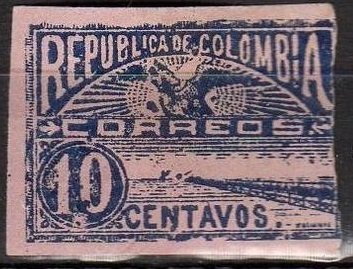 REPUBLICA DE COLOMBIA
CORREOS
10
CENTAVOS